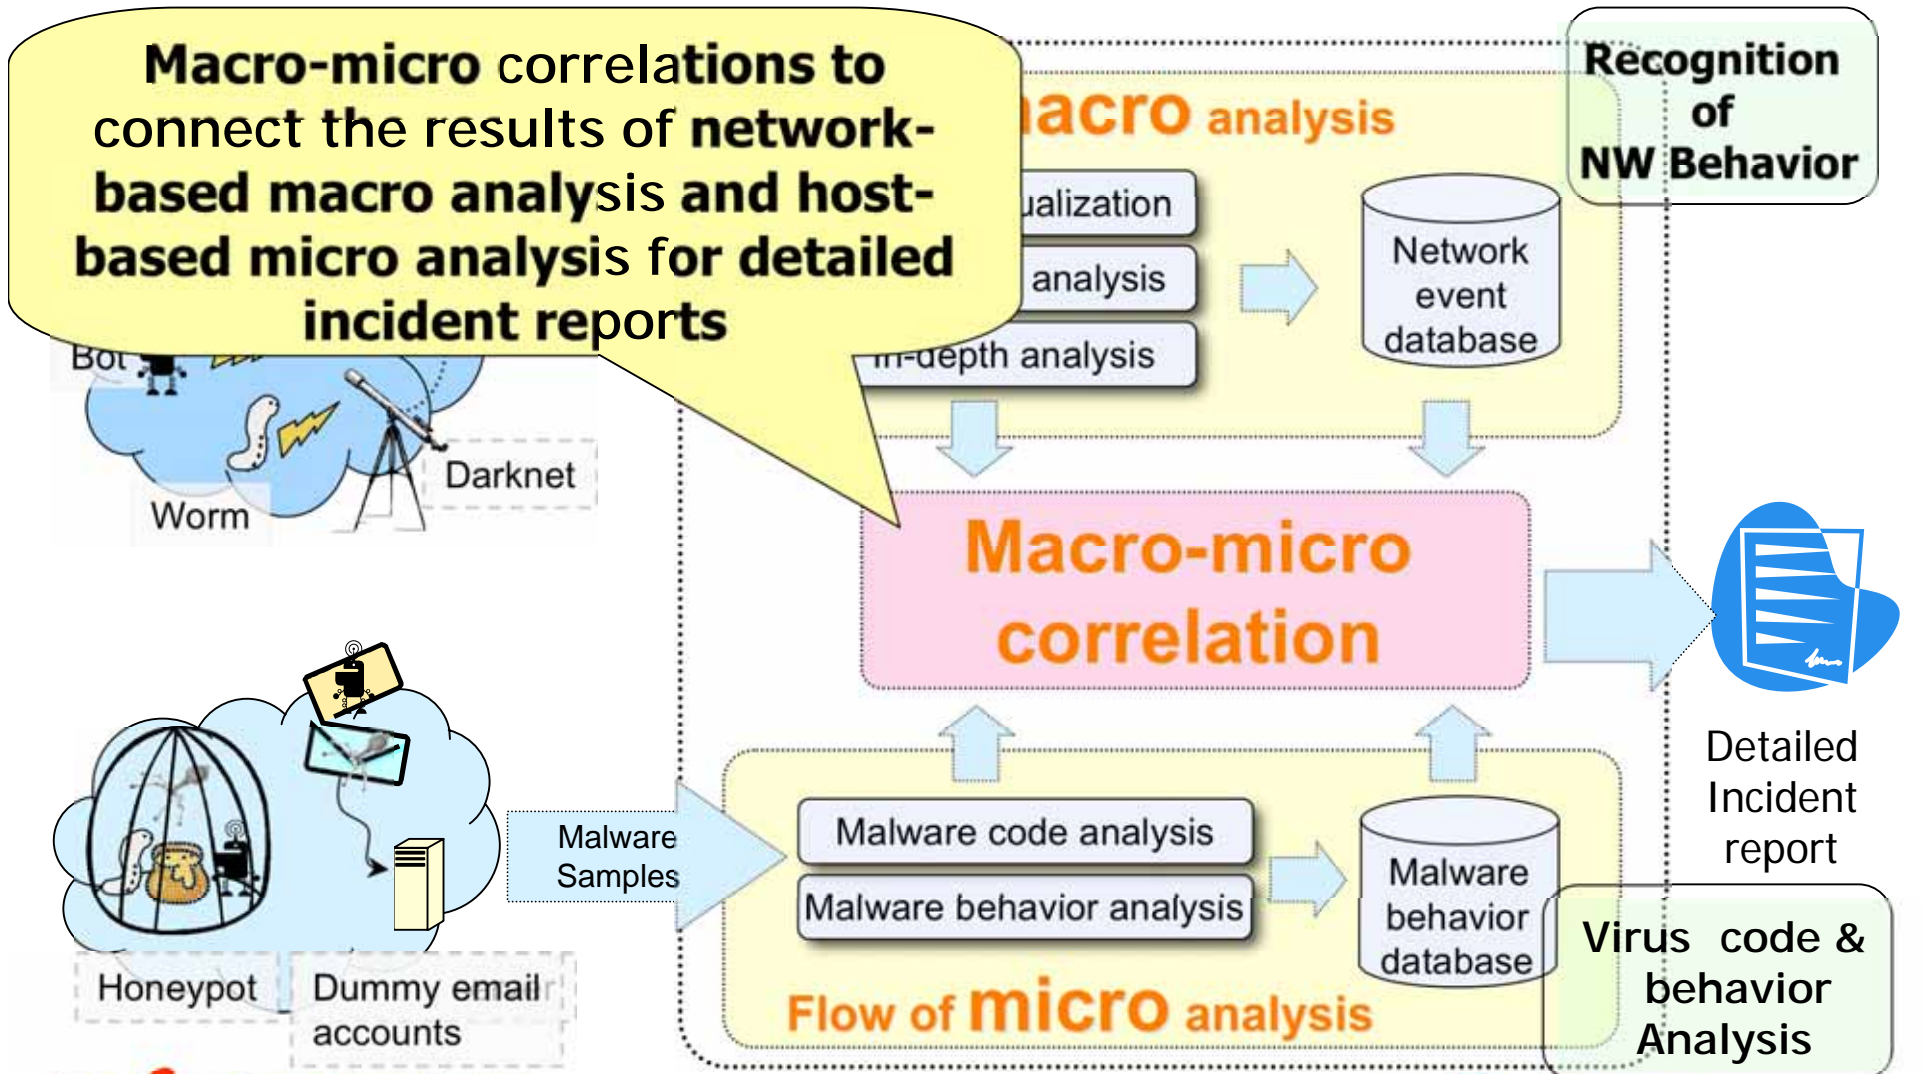 Macro-micro correlations to
connect the results of network-
based macro analysis and host-
based micro analysis for detailed
incident reports
analysis
Recognition
of
NW Behavior
analysis
In-depth analysis
Network
event
database
Bot
Darknet
Worm
Macro-micro
correlation
Detailed
Incident
report
Malware
Samples
Malware code analysis
Malware behavior analysis
Malware
behavior
database
Flow of micro analysis
Virus code &
behavior
Analysis
Honeypot
Dummy email
accounts